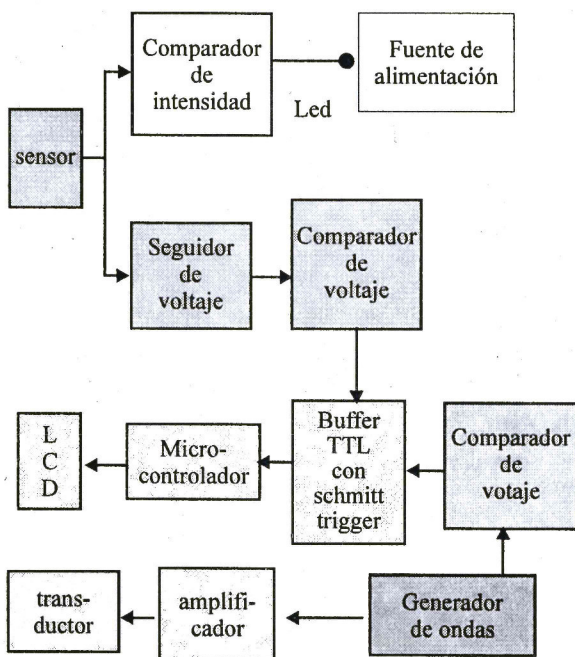 Comparador
de
intensidad
Fuente de
alimentación
Led
sensor
Seguidor
de
voltaje
Comparador
de
voltaje
L
C
D
Micro-
controlador
Buffer
TTL
con
schmitt
trigger
Comparador
de
votaje
trans-
ductor
amplifi-
cador
Generador
de ondas